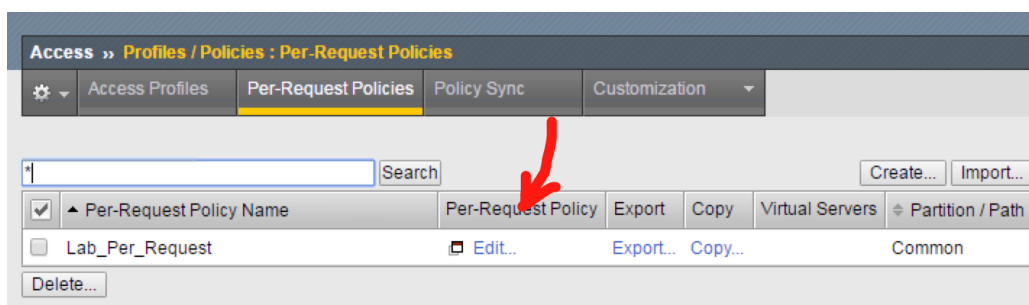 Access ›› Profiles / Policies : Per-Request Policies
Access Profiles Per-Request Policies Policy Sync Customization
* Search Create... Import...
Per-Request Policy Name Per-Request Policy Export Copy Virtual Servers Partition / Path
Lab_Per_Request Edit... Export... Copy... Common
Delete...